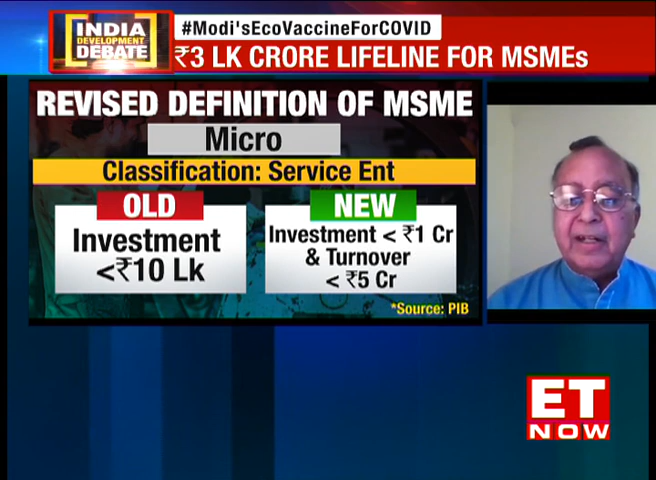 INDIA
DEVELOPMENT
DEBATE
#Modi'sEcoVaccineForCOVID
₹3 LK CRORE LIFELINE FOR MSMEs
REVISED DEFINITION OF MSME
Micro
Classification: Service Ent
OLD
Investment
<₹10 Lk
NEW
Investment < ₹1 Cr
& Turnover
< ₹5 Cr
*Source: PIB
ET
NOW